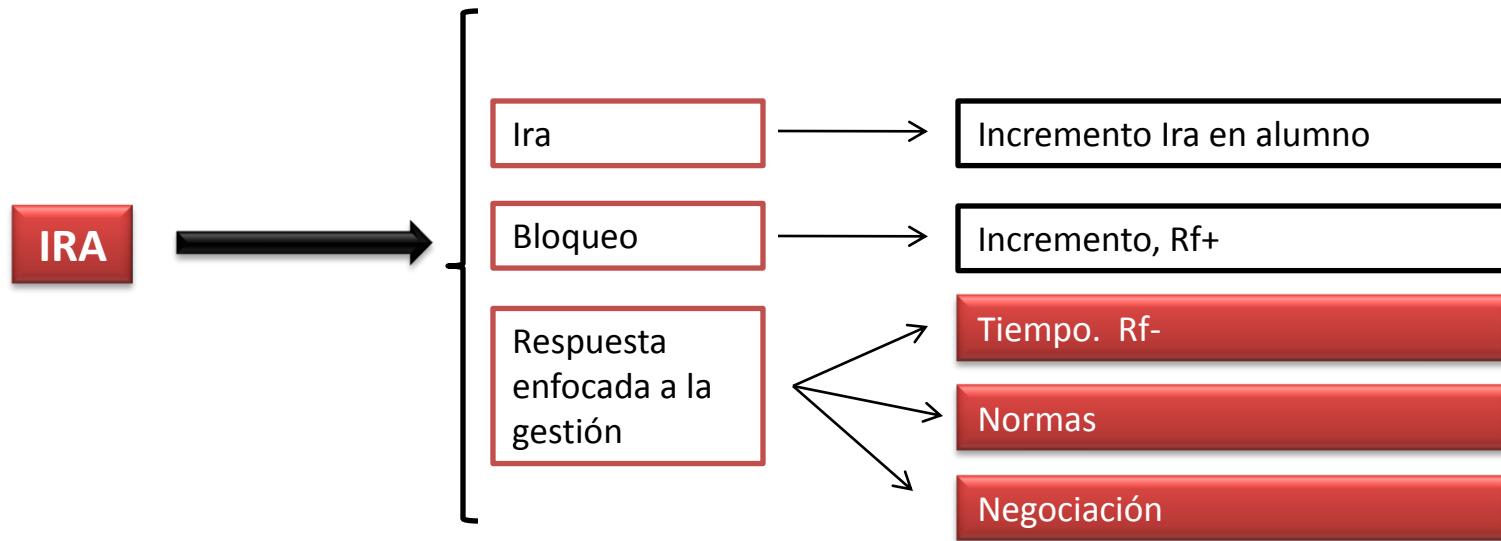 IRA
Ira
Incremento Ira en alumno
Bloqueo
Incremento, Rf+
Respuesta
enfocada a la
gestión
Tiempo.  Rf-
Normas
Negociación